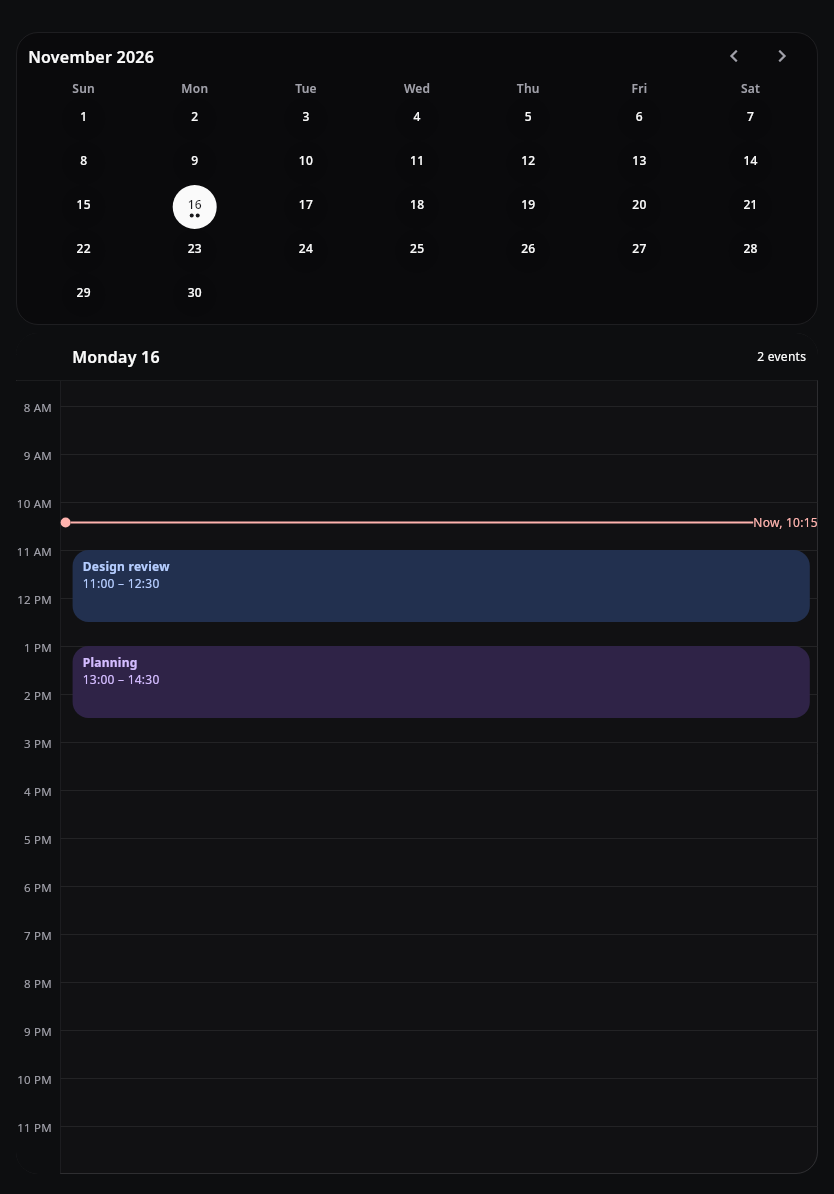 November 2026
Sun Mon Tue Wed Thu Fri Sat
1 2 3 4 5 6 7
8 9 10 11 12 13 14
15 16 17 18 19 20 21
22 23 24 25 26 27 28
29 30
Monday 16
2 events
8 AM
9 AM
10 AM
Now, 10:15
11 AM
Design review
11:00 – 12:30
12 PM
1 PM
Planning
13:00 – 14:30
2 PM
3 PM
4 PM
5 PM
6 PM
7 PM
8 PM
9 PM
10 PM
11 PM